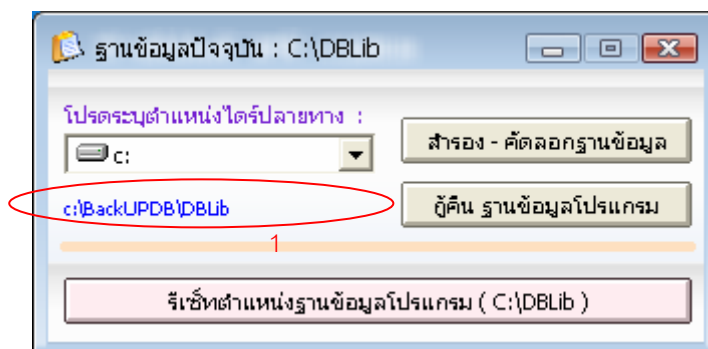 ฐานข้อมูลปัจจุบัน : C:\DBLib
โปรดระบุตำแหน่งไดร์ปลายทาง :
c:
สำรอง - คัดลอกฐานข้อมูล
c:\BackUPDB\DBLib
กู้คืน ฐานข้อมูลโปรแกรม
1
รีเซ็ทตำแหน่งฐานข้อมูลโปรแกรม ( C:\DBLib )